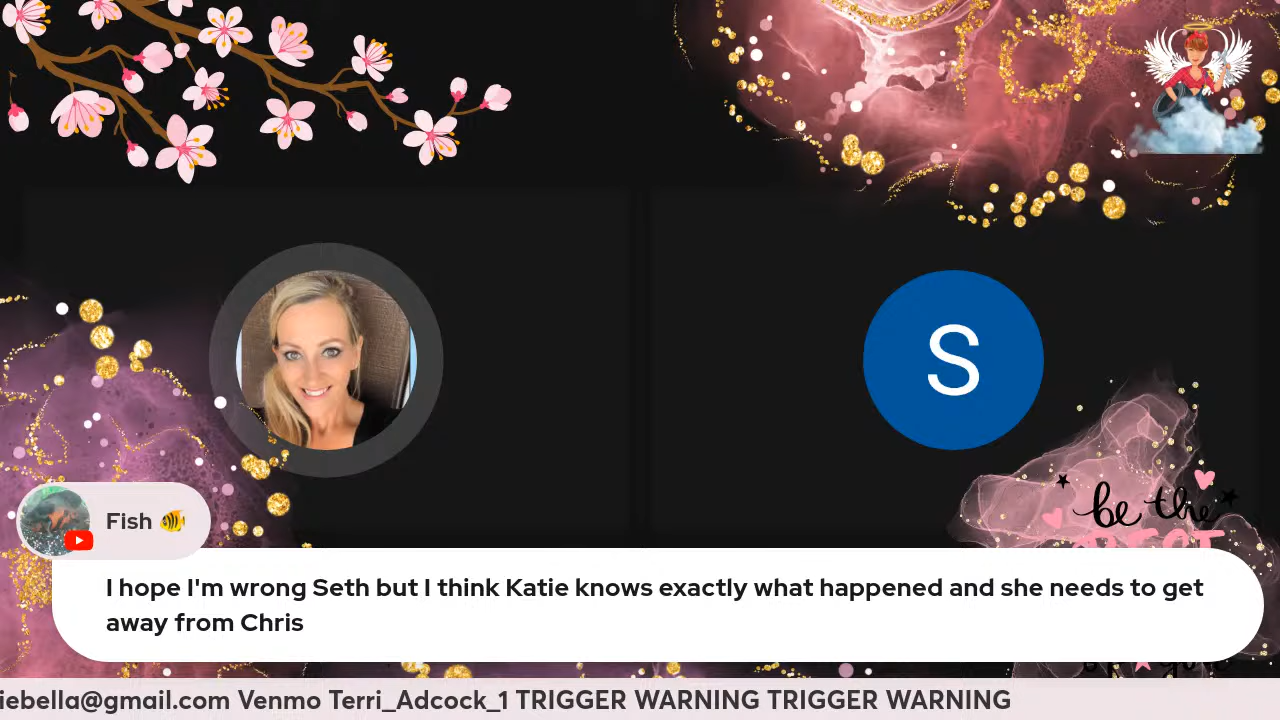 S
be the
Fish 🐠
I hope I'm wrong Seth but I think Katie knows exactly what happened and she needs to get
away from Chris
iebella@gmail.com Venmo Terri_Adcock_1 TRIGGER WARNING TRIGGER WARNING